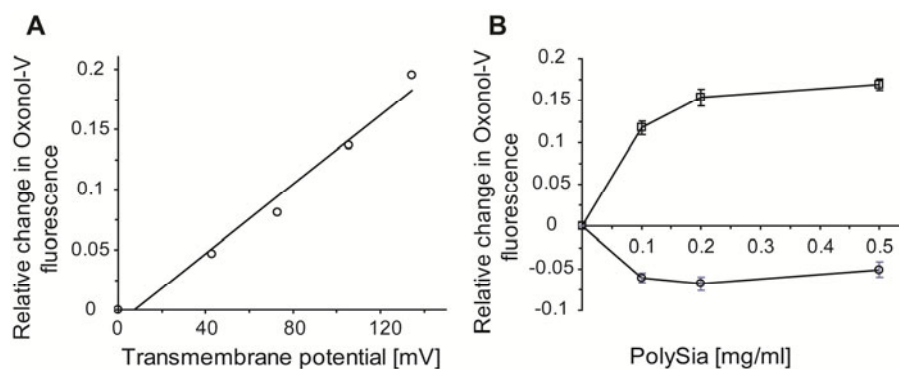 A
Relative change in Oxonol-V
fluorescence
0.2
0.15
0.1
0.05
0
0 40 80 120
Transmembrane potential [mV]
B
Relative change in Oxonol-V
fluorescence
0.2
0.15
0.1
0.05
0
-0.05
-0.1
0.1 0.2 0.3 0.4 0.5
PolySia [mg/ml]